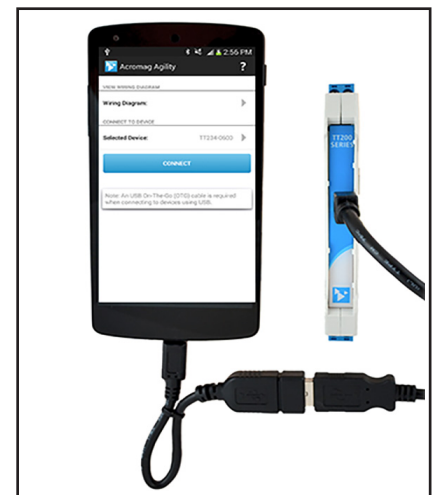 2:56 PM
Acromag Agility ?
VIEW WIRING DIAGRAM
Wiring Diagram:
CONNECT TO DEVICE
Selected Device: TT234-0600
CONNECT
Note: An USB On-The-Go (OTG) cable is required
when connecting to devices using USB.
TT200
SERIES